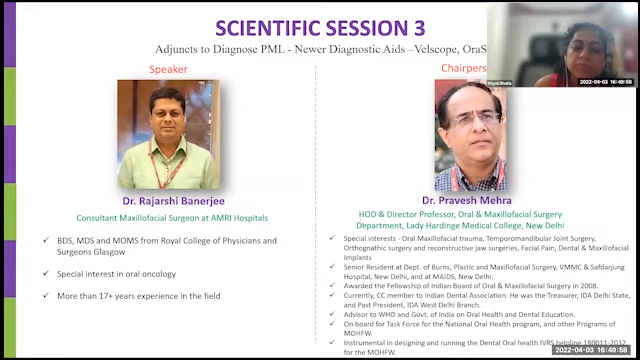 SCIENTIFIC SESSION 3
Adjuncts to Diagnose PML - Newer Diagnostic Aids –Velscope, OraS
Speaker
Dr. Rajarshi Banerjee
Consultant Maxillofacial Surgeon at AMRI Hospitals
BDS, MDS and MOMS from Royal College of Physicians and
Surgeons Glasgow
Special interest in oral oncology
More than 17+ years experience in the field
Chairpers
Dr. Pravesh Mehra
HOD & Director Professor, Oral & Maxillofacial Surgery
Department, Lady Hardinge Medical College, New Delhi
Special interests - Oral Maxillofacial trauma, Temporomandibular Joint Surgery,
Orthognathic surgery and reconstructive jaw surgeries, Facial Pain, Dental & Maxillofacial
Implants
Senior Resident at Dept. of Burns, Plastic and Maxillofacial Surgery, VMMC & Safdarjung
Hospital, New Delhi, and at MAIDS, New Delhi.
Awarded the Fellowship of Indian Board of Oral & Maxillofacial Surgery in 2008.
Currently, CC member to Indian Dental Association. He was the Treasurer, IDA Delhi State,
and Past President, IDA West Delhi Branch.
Advisor to WHO and Govt. of India on Oral Health and Dental Education.
On board for Task Force for the National Oral Health program, and other Programs of
MOHFW.
Instrumental in designing and running the Dental Oral health IVRS helpline 180011-2032
for the MOHFW.
2022-04-03 16:49:58
2022-04-03 16:49:58